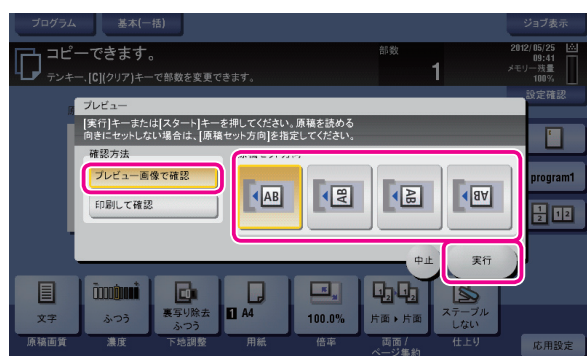 プログラム
基本(一括)
ジョブ表示
コピーできます。
テンキー、[C](クリア)キーで部数を変更できます。
部数
1
2012/05/25
09:41
メモリー残量
100%
設定確認
プレビュー
[実行]キーまたは[スタート]キーを押してください。原稿を読める
向きにセットしない場合は、[原稿セット方向]を指定してください。
確認方法
原稿セット方向
プレビュー画像で確認
印刷して確認
AB
AB
AB
AB
中止
実行
program1
1 2 1 2
文字
ふつう
裏写り除去
ふつう
1 A4
100.0%
片面 ▸ 片面
ステープル
しない
原稿画質
濃度
下地調整
用紙
倍率
両面 /
ページ集約
仕上り
応用設定